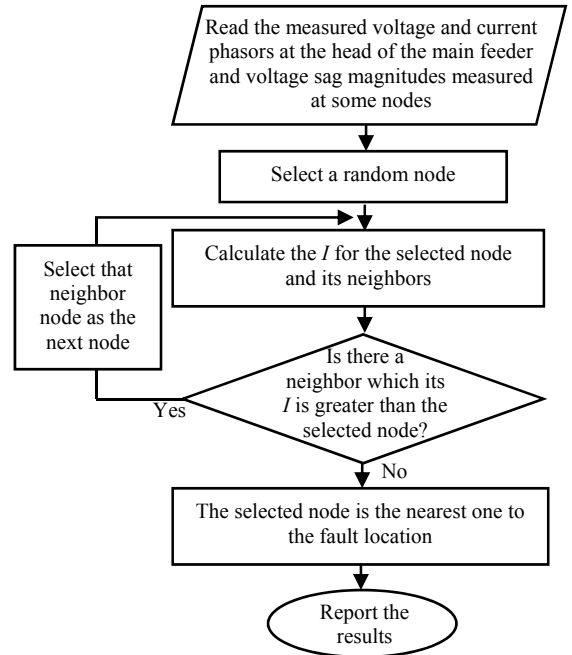 Read the measured voltage and current
phasors at the head of the main feeder
and voltage sag magnitudes measured
at some nodes
Select a random node
Calculate the I for the selected node
and its neighbors
Select that
neighbor
node as the
next node
Is there a
neighbor which its
I is greater than the
selected node?
Yes
No
The selected node is the nearest one to
the fault location
Report the
results